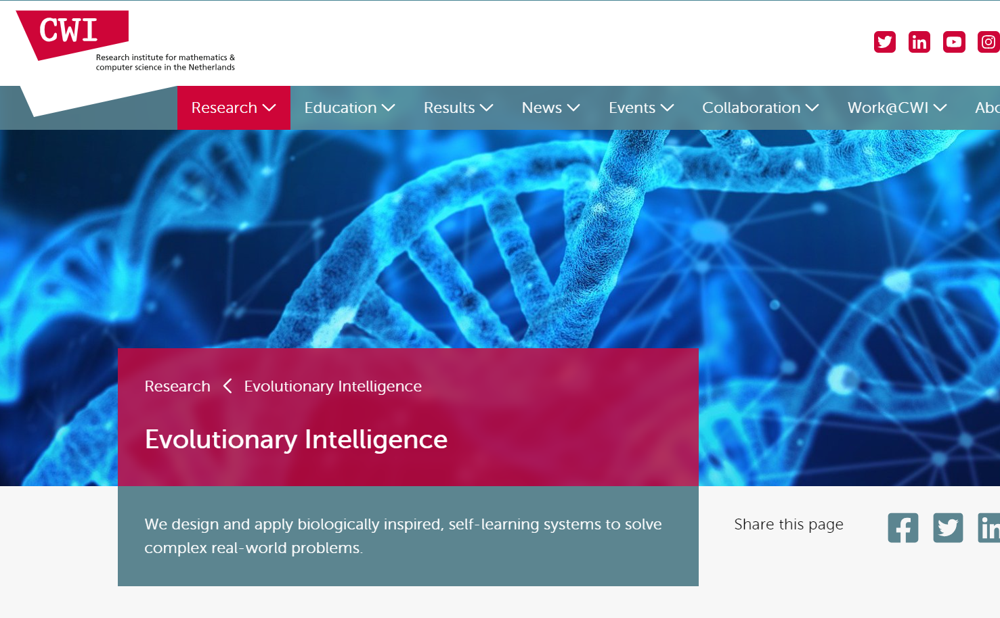 CWI
Research institute for mathematics &
computer science in the Netherlands
Research Education Results News Events Collaboration Work@CWI
Research Evolutionary Intelligence
Evolutionary Intelligence
We design and apply biologically inspired, self-learning systems to solve
complex real-world problems.
Share this page